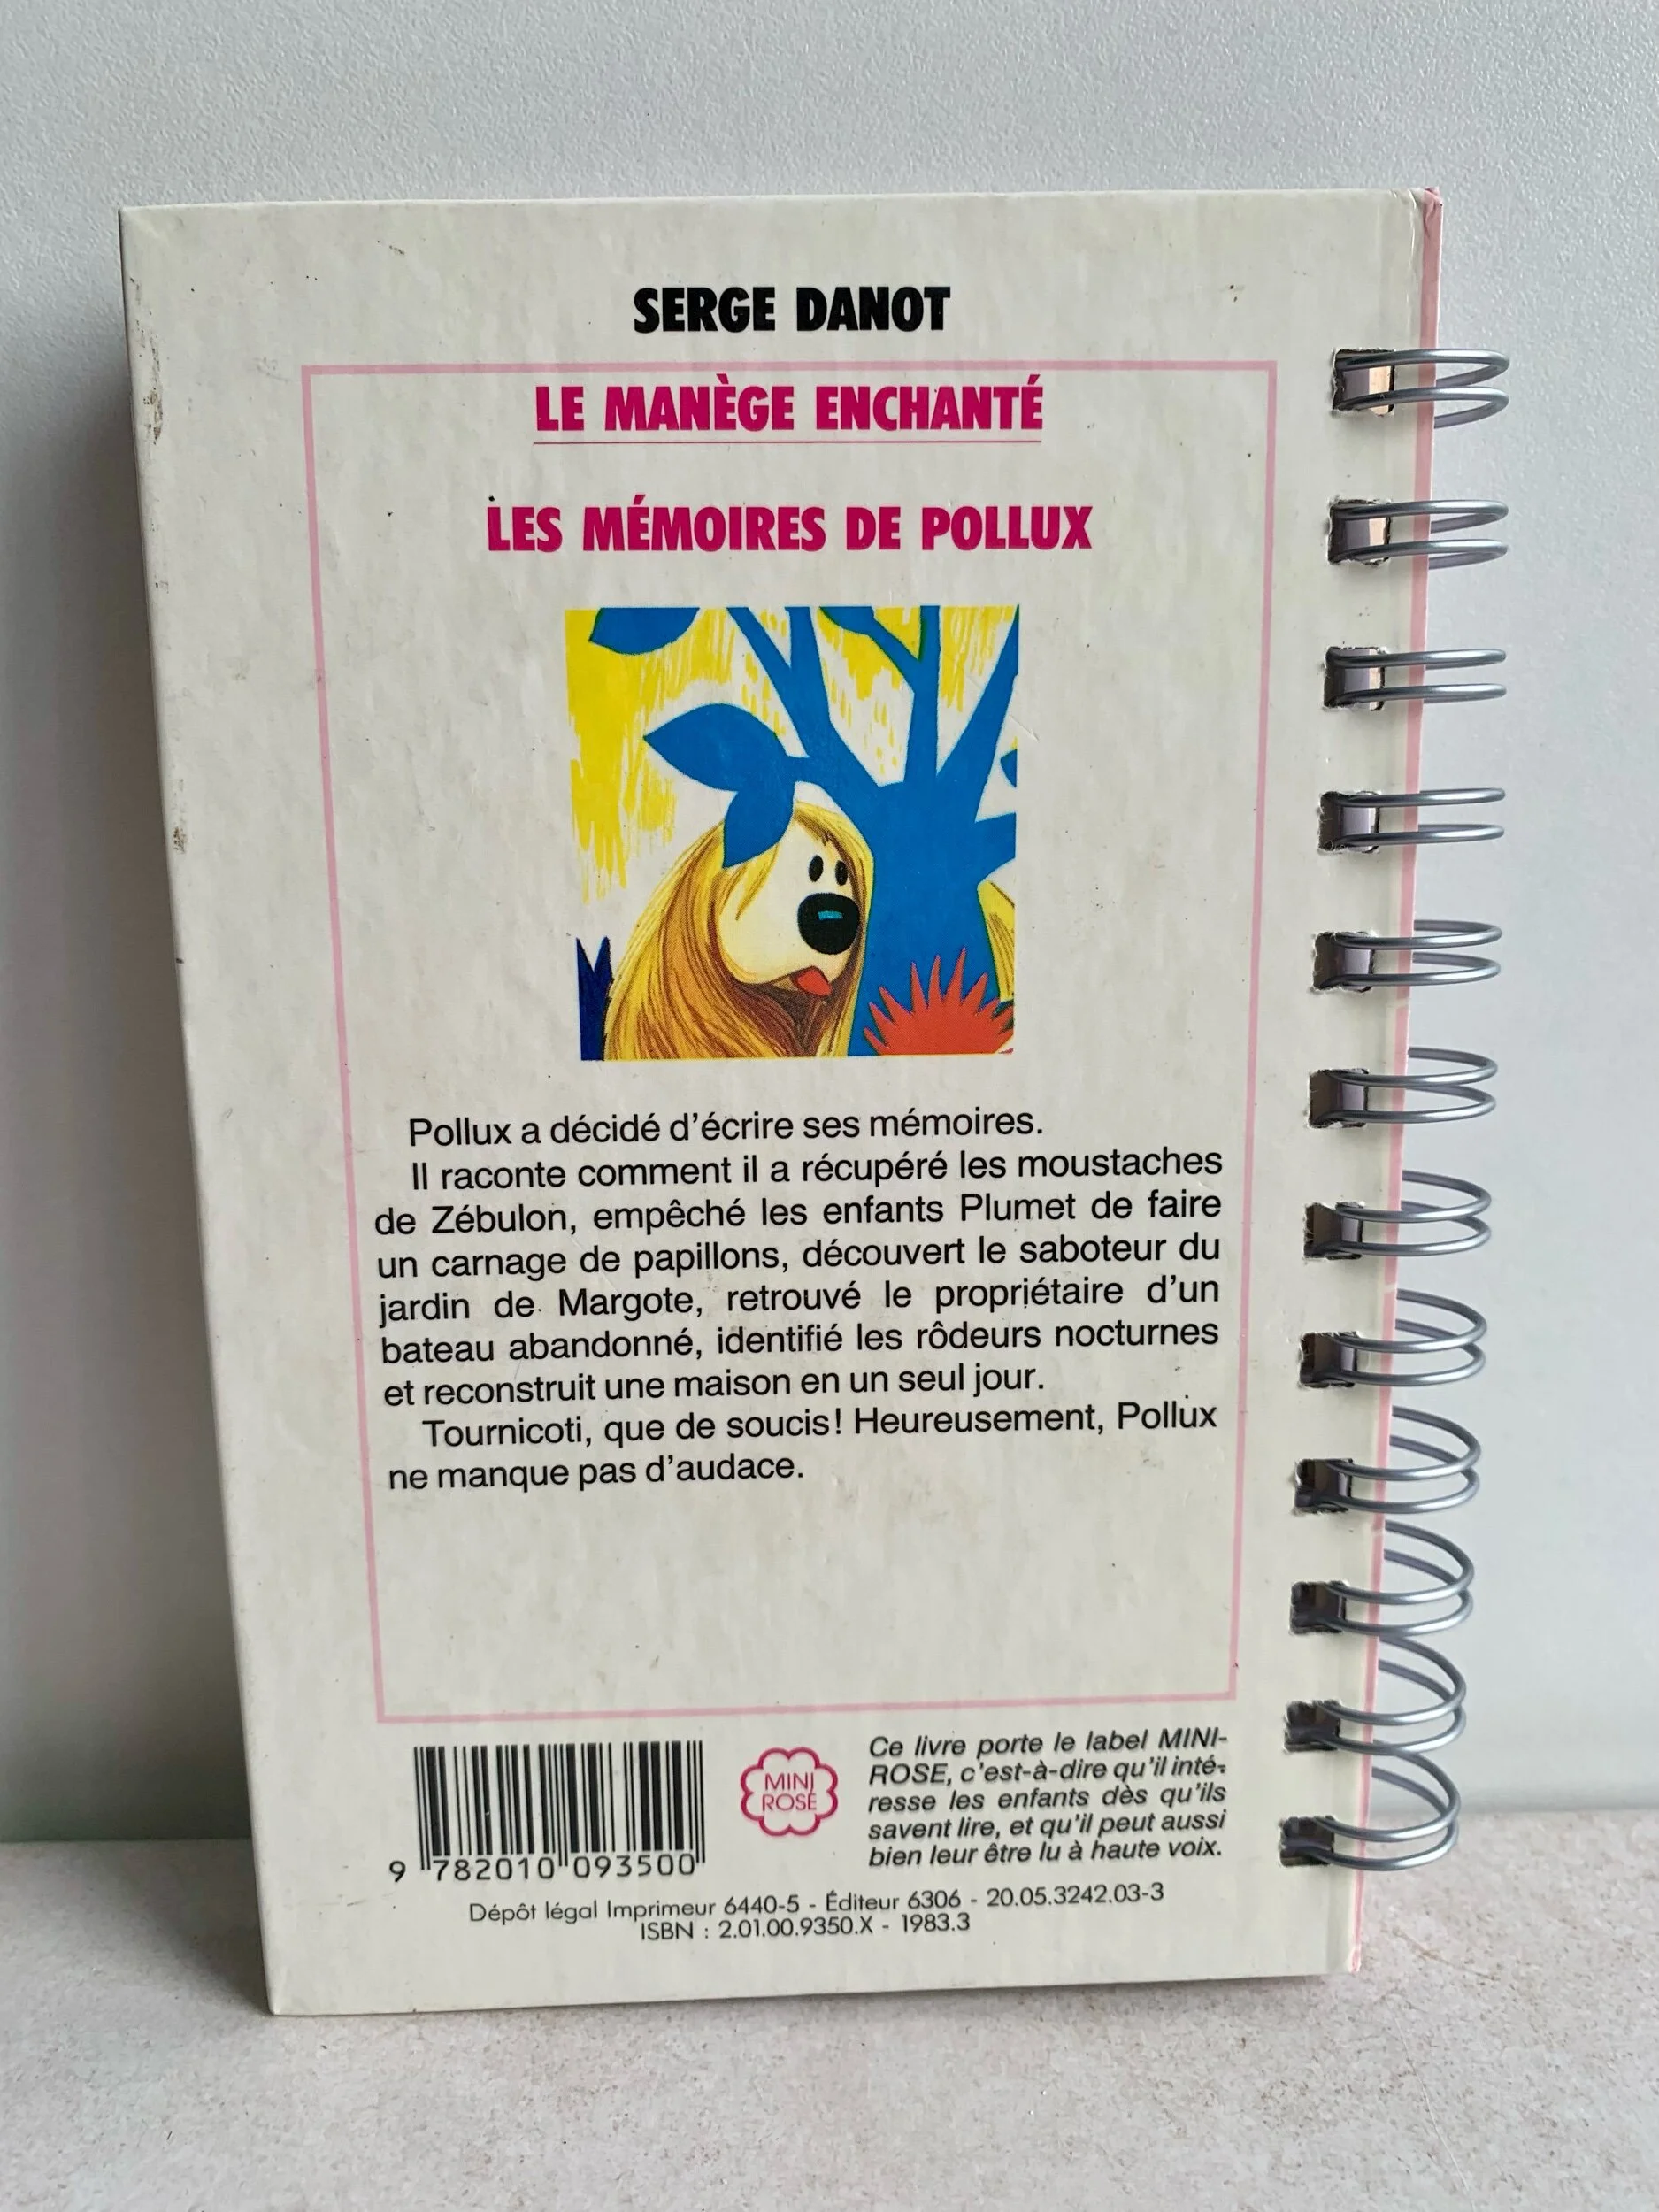 SERGE DANOT
LE MANÈGE ENCHANTÉ
LES MÉMOIRES DE POLLUX
Pollux a décidé d'écrire ses mémoires.
Il raconte comment il a récupéré les moustaches
de Zébulon, empêché les enfants Plumet de faire
un carnage de papillons, découvert le saboteur du
jardin de Margote, retrouvé le propriétaire d'un
bateau abandonné, identifié les rôdeurs nocturnes
et reconstruit une maison en un seul jour.
Tournicoti, que de soucis! Heureusement, Pollux
ne manque pas d'audace.
9 782010 093500
MINI
ROSE
Ce livre porte le label MINI-
ROSE, c'est-à-dire qu'il inté-
resse les enfants dès qu'ils
savent lire, et qu'il peut aussi
bien leur être lu à haute voix.
Dépôt légal Imprimeur 6440-5 - Éditeur 6306 - 20.05.3242.03-3
ISBN : 2.01.00.9350.X - 1983.3